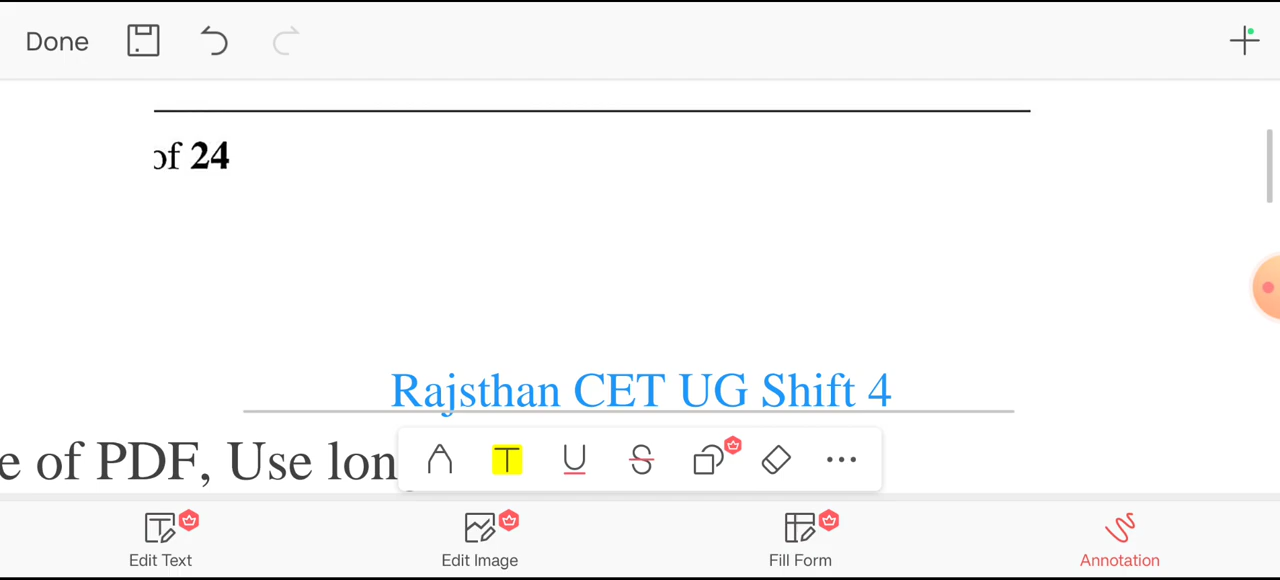 Done
of 24
Rajsthan CET UG Shift 4
e of PDF, Use lon
Edit Text
Edit Image
Fill Form
Annotation